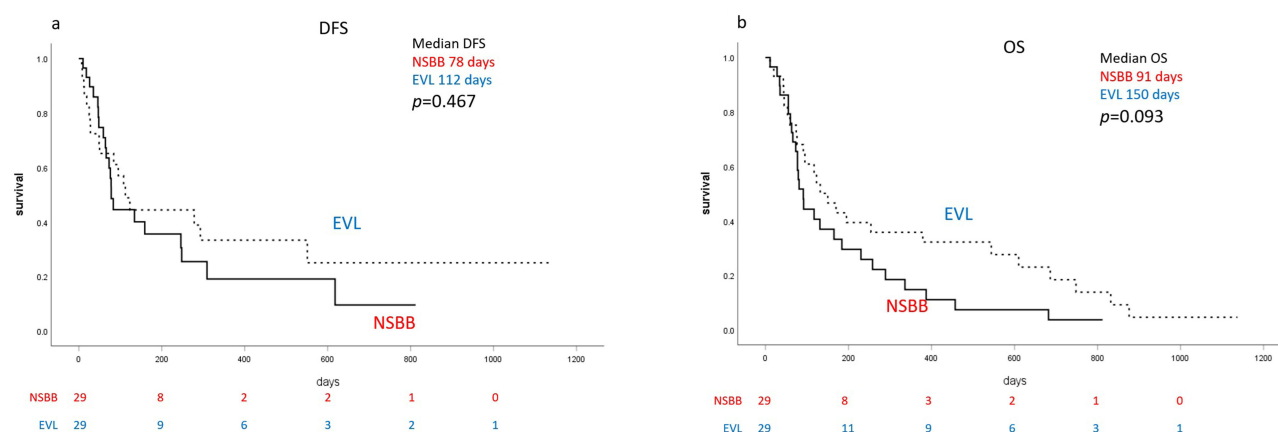 a
DFS
Median DFS
NSBB 78 days
EVL 112 days
p=0.467
survival
1.0
0.8
0.6
0.4
0.2
0.0
EVL
NSBB
0 200 400 600 800 1000 1200
days
NSBB 29 8 2 2 1 0
EVL 29 9 6 3 2 1
b
OS
Median OS
NSBB 91 days
EVL 150 days
p=0.093
survival
1.0
0.8
0.6
0.4
0.2
0.0
EVL
NSBB
0 200 400 600 800 1000 1200
days
NSBB 29 8 3 2 1 0
EVL 29 11 9 6 3 1